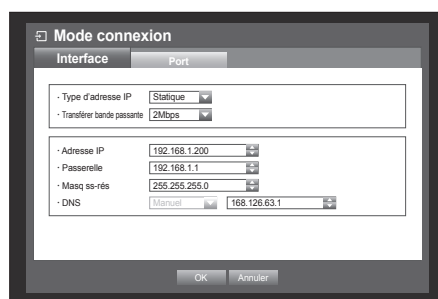 Mode connexion
Interface Port
· Type d'adresse IP Statique
· Transférer bande passante 2Mbps
· Adresse IP 192.168.1.200
· Passerelle 192.168.1.1
· Masq ss-rés 255.255.255.0
· DNS Manuel 168.126.63.1
OK Annuler